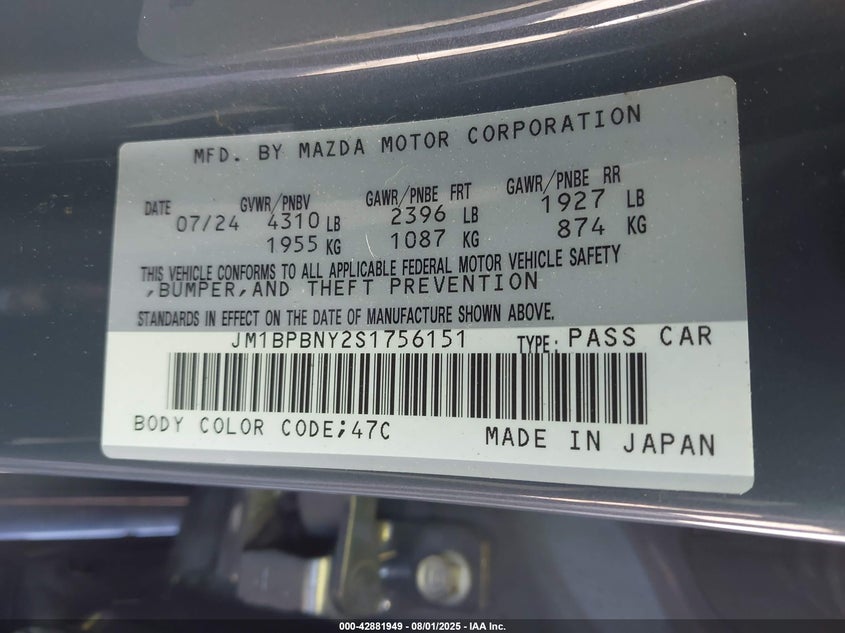 MFD. BY MAZDA MOTOR CORPORATION
DATE GVWR/PNBV GAWR/PNBE FRT GAWR/PNBE RR
07/24 4310 LB 2396 LB 1927 LB
1955 KG 1087 KG 874 KG
THIS VEHICLE CONFORMS TO ALL APPLICABLE FEDERAL MOTOR VEHICLE SAFETY
,BUMPER,AND THEFT PREVENTION
STANDARDS IN EFFECT ON THE DATE OF MANUFACTURE SHOWN ABOVE.
JM1BPBNY2S1756151 TYPE: PASS CAR
BODY COLOR CODE;47C MADE IN JAPAN
000-42881949 - 08/01/2025 - IAA Inc.